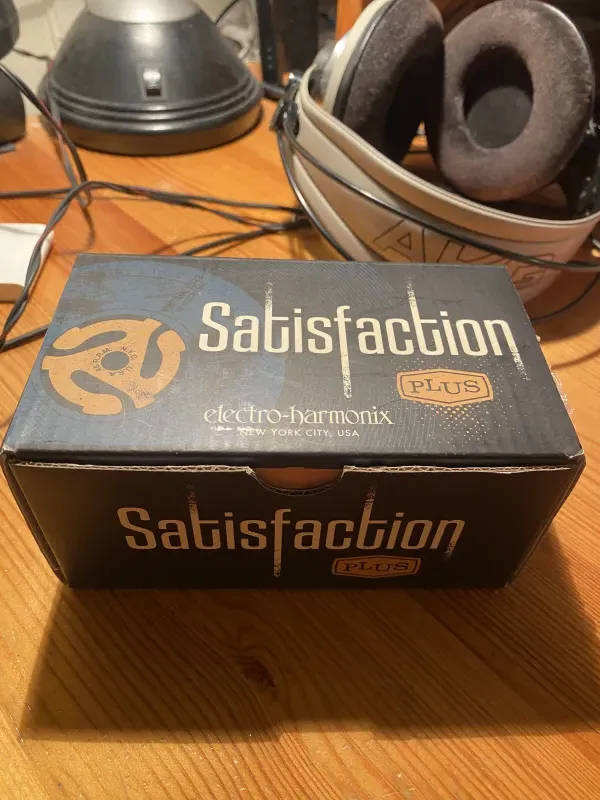 Satisfaction
PLUS
electro-harmonix
NEW YORK CITY, USA
Satisfaction
PLUS